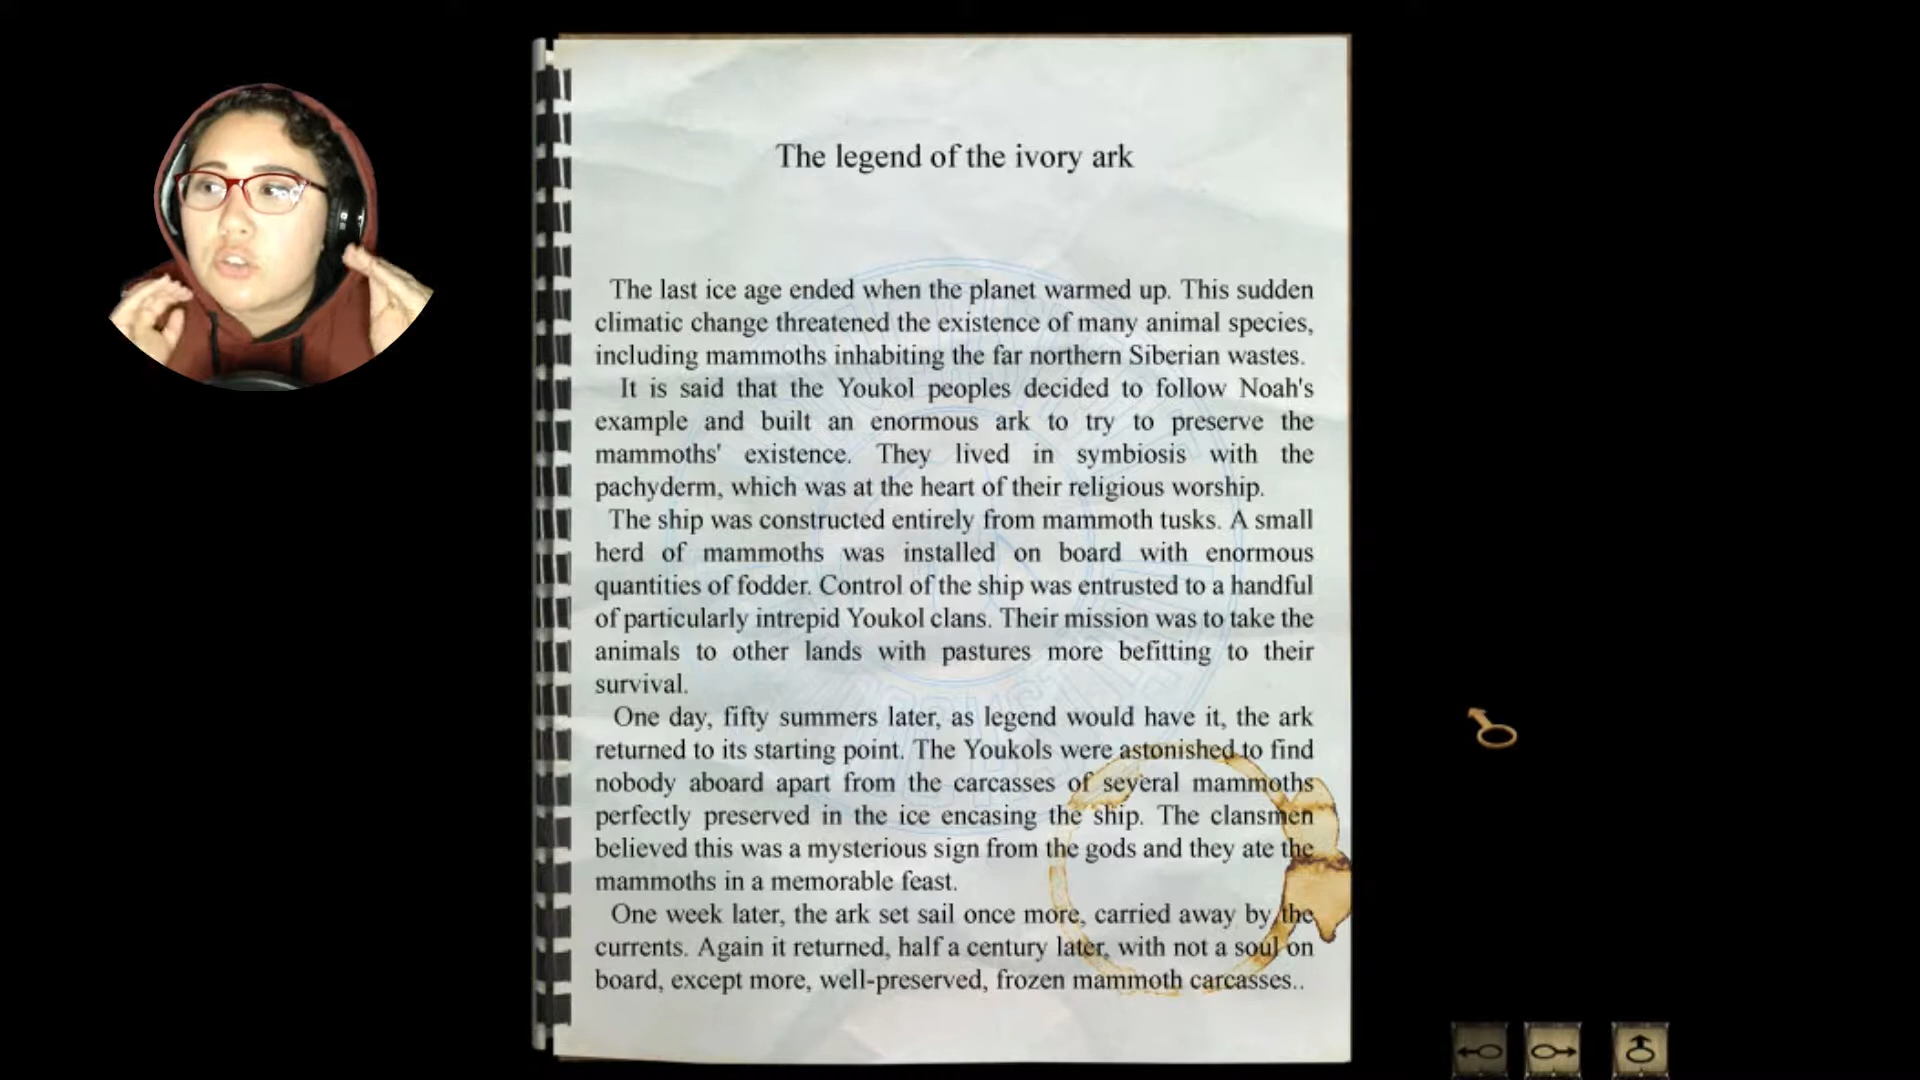 The legend of the ivory ark
The last ice age ended when the planet warmed up. This sudden
climatic change threatened the existence of many animal species,
including mammoths inhabiting the far northern Siberian wastes.
It is said that the Youkol peoples decided to follow Noah's
example and built an enormous ark to try to preserve the
mammoths' existence. They lived in symbiosis with the
pachyderm, which was at the heart of their religious worship.
The ship was constructed entirely from mammoth tusks. A small
herd of mammoths was installed on board with enormous
quantities of fodder. Control of the ship was entrusted to a handful
of particularly intrepid Youkol clans. Their mission was to take the
animals to other lands with pastures more befitting to their
survival.
One day, fifty summers later, as legend would have it, the ark
returned to its starting point. The Youkols were astonished to find
nobody aboard apart from the carcasses of several mammoths
perfectly preserved in the ice encasing the ship. The clansmen
believed this was a mysterious sign from the gods and they ate the
mammoths in a memorable feast.
One week later, the ark set sail once more, carried away by the
currents. Again it returned, half a century later, with not a soul on
board, except more, well-preserved, frozen mammoth carcasses..